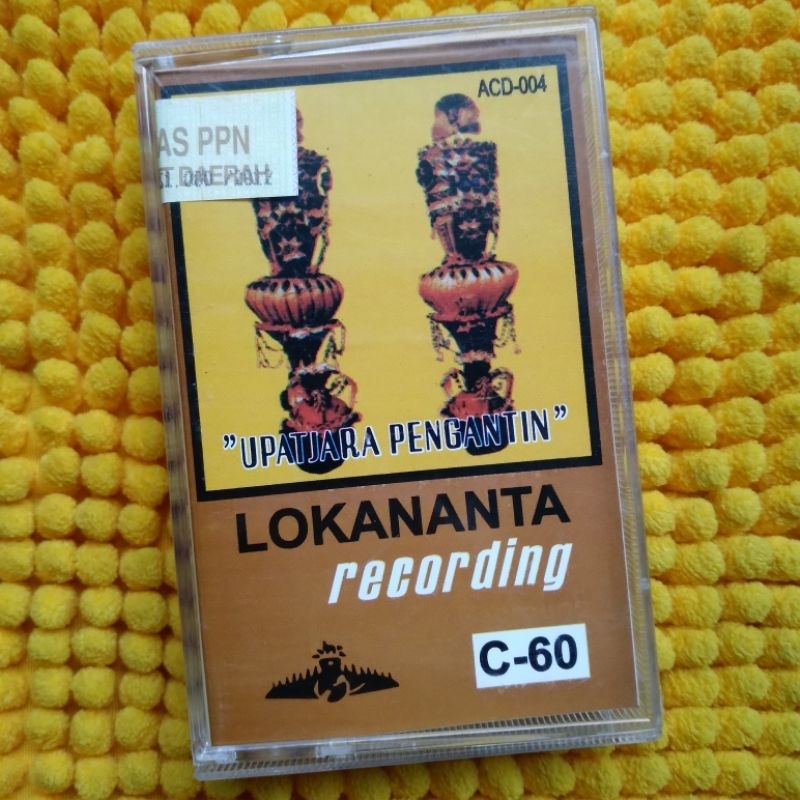 ACD-004
AS PPN
DAERAH
"UPATJARA PENGANTIN"
LOKANANTA
recording
C-60